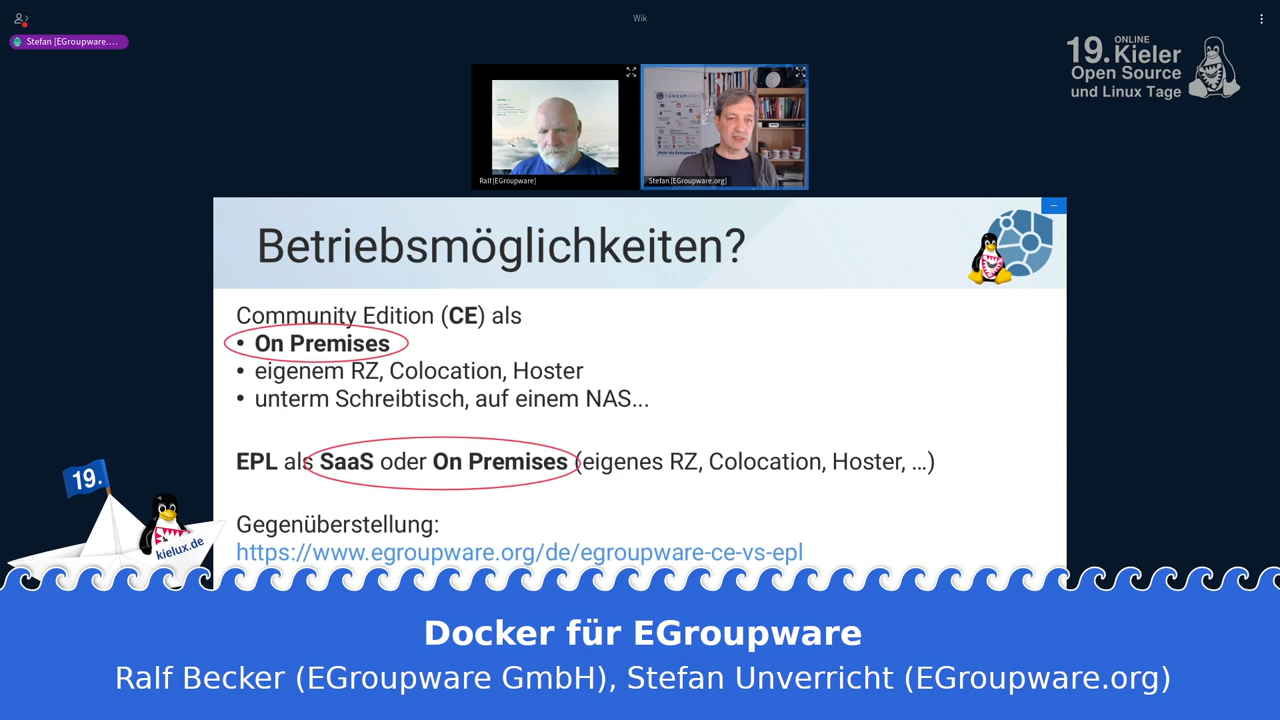 Wik
Stefan [EGroupware....
19. ONLINE Kieler
Open Source
und Linux Tage
Ralf [EGroupware]
Stefan [EGroupware.org]
Betriebsmöglichkeiten?
Community Edition (CE) als
• On Premises
• eigenem RZ, Colocation, Hoster
• unterm Schreibtisch, auf einem NAS...
EPL als SaaS oder On Premises (eigenes RZ, Colocation, Hoster, ...)
Gegenüberstellung:
https://www.egroupware.org/de/egroupware-ce-vs-epl
19.
kielux.de
Docker für EGroupware
Ralf Becker (EGroupware GmbH), Stefan Unverricht (EGroupware.org)